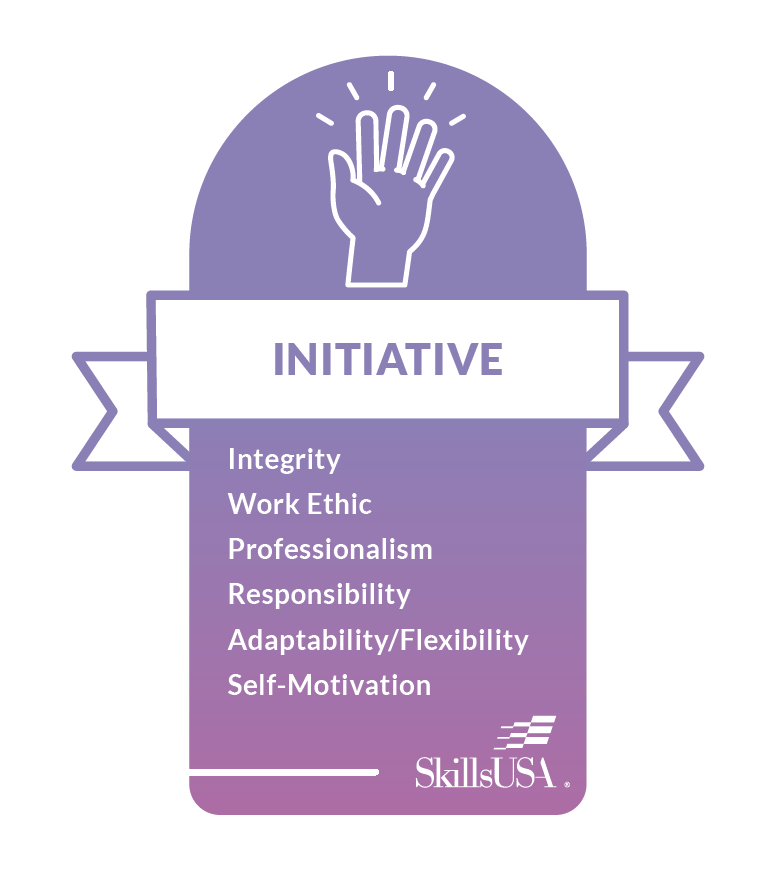 INITIATIVE
Integrity
Work Ethic
Professionalism
Responsibility
Adaptability/Flexibility
Self-Motivation
SkillsUSA®